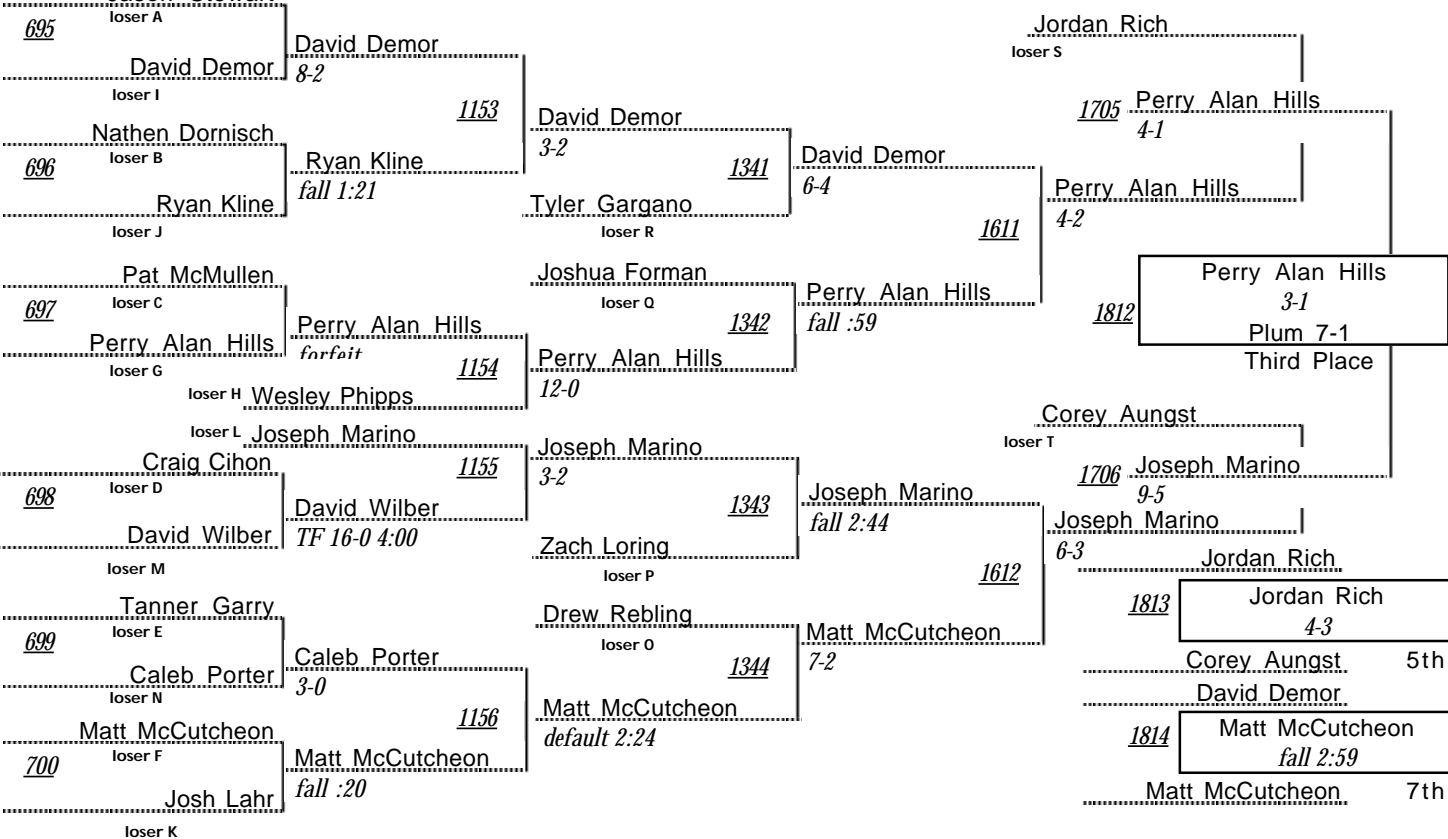 loser A
695
David Demor
loser I
David Demor
8-2
Nathen Dornisch
loser B
696
Ryan Kline
loser J
Ryan Kline
fall 1:21
1153
David Demor
3-2
Tyler Gargano
loser R
1341
David Demor
6-4
Pat McMullen
loser C
697
Perry Alan Hills
loser G
Perry Alan Hills
forfeit
1154
loser H Wesley Phipps
Perry Alan Hills
12-0
Joshua Forman
loser Q
1342
Perry Alan Hills
fall :59
1611
Perry Alan Hills
4-2
Jordan Rich
loser S
1705
Perry Alan Hills
4-1
1812
Perry Alan Hills
3-1
Plum 7-1
Third Place
loser L Joseph Marino
Craig Cihon
loser D
698
David Wilber
loser M
David Wilber
TF 16-0 4:00
1155
Joseph Marino
3-2
Zach Loring
loser P
1343
Joseph Marino
fall 2:44
Tanner Garry
loser E
699
Caleb Porter
loser N
Caleb Porter
3-0
Matt McCutcheon
loser F
700
Josh Lahr
loser K
Matt McCutcheon
fall :20
1156
Matt McCutcheon
default 2:24
Drew Rebling
loser O
1344
Matt McCutcheon
7-2
1612
Joseph Marino
6-3
Corey Aungst
loser T
1706
Joseph Marino
9-5
Jordan Rich
1813
Jordan Rich
4-3
Corey Aungst 5th
David Demor
1814
Matt McCutcheon
fall 2:59
Matt McCutcheon 7th